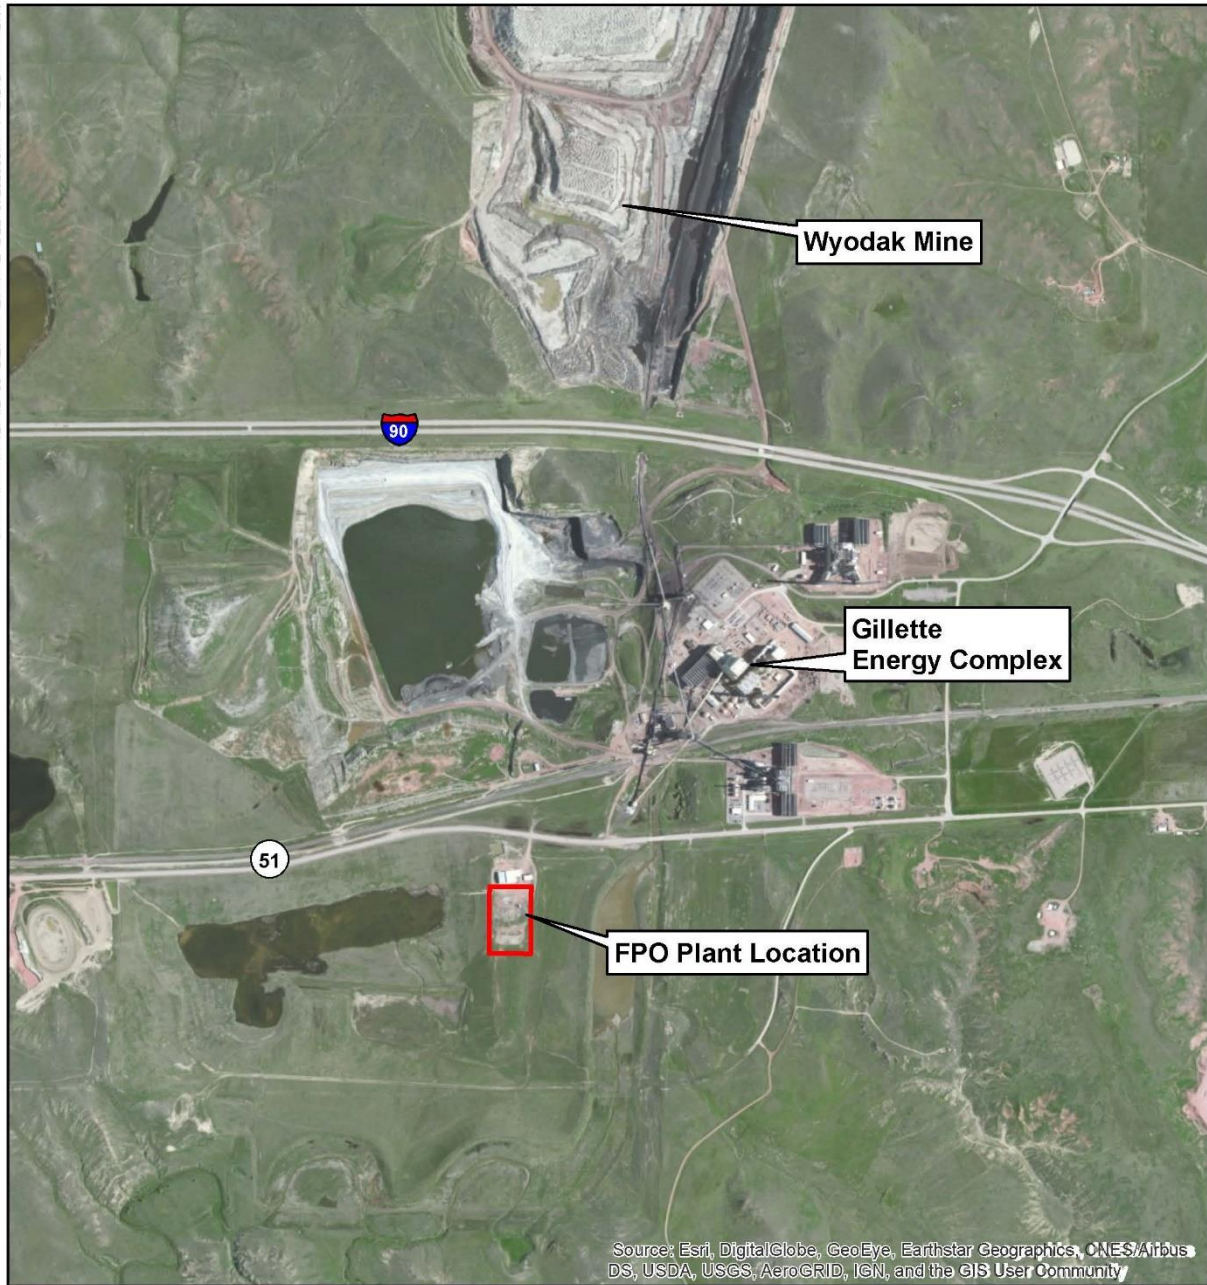 Wyodak Mine
90
Gillette
Energy Complex
51
FPO Plant Location
Source: Esri, DigitalGlobe, GeoEye, Earthstar Geographics, CNES/Airbus
DS, USDA, USGS, AeroGRID, IGN, and the GIS User Community